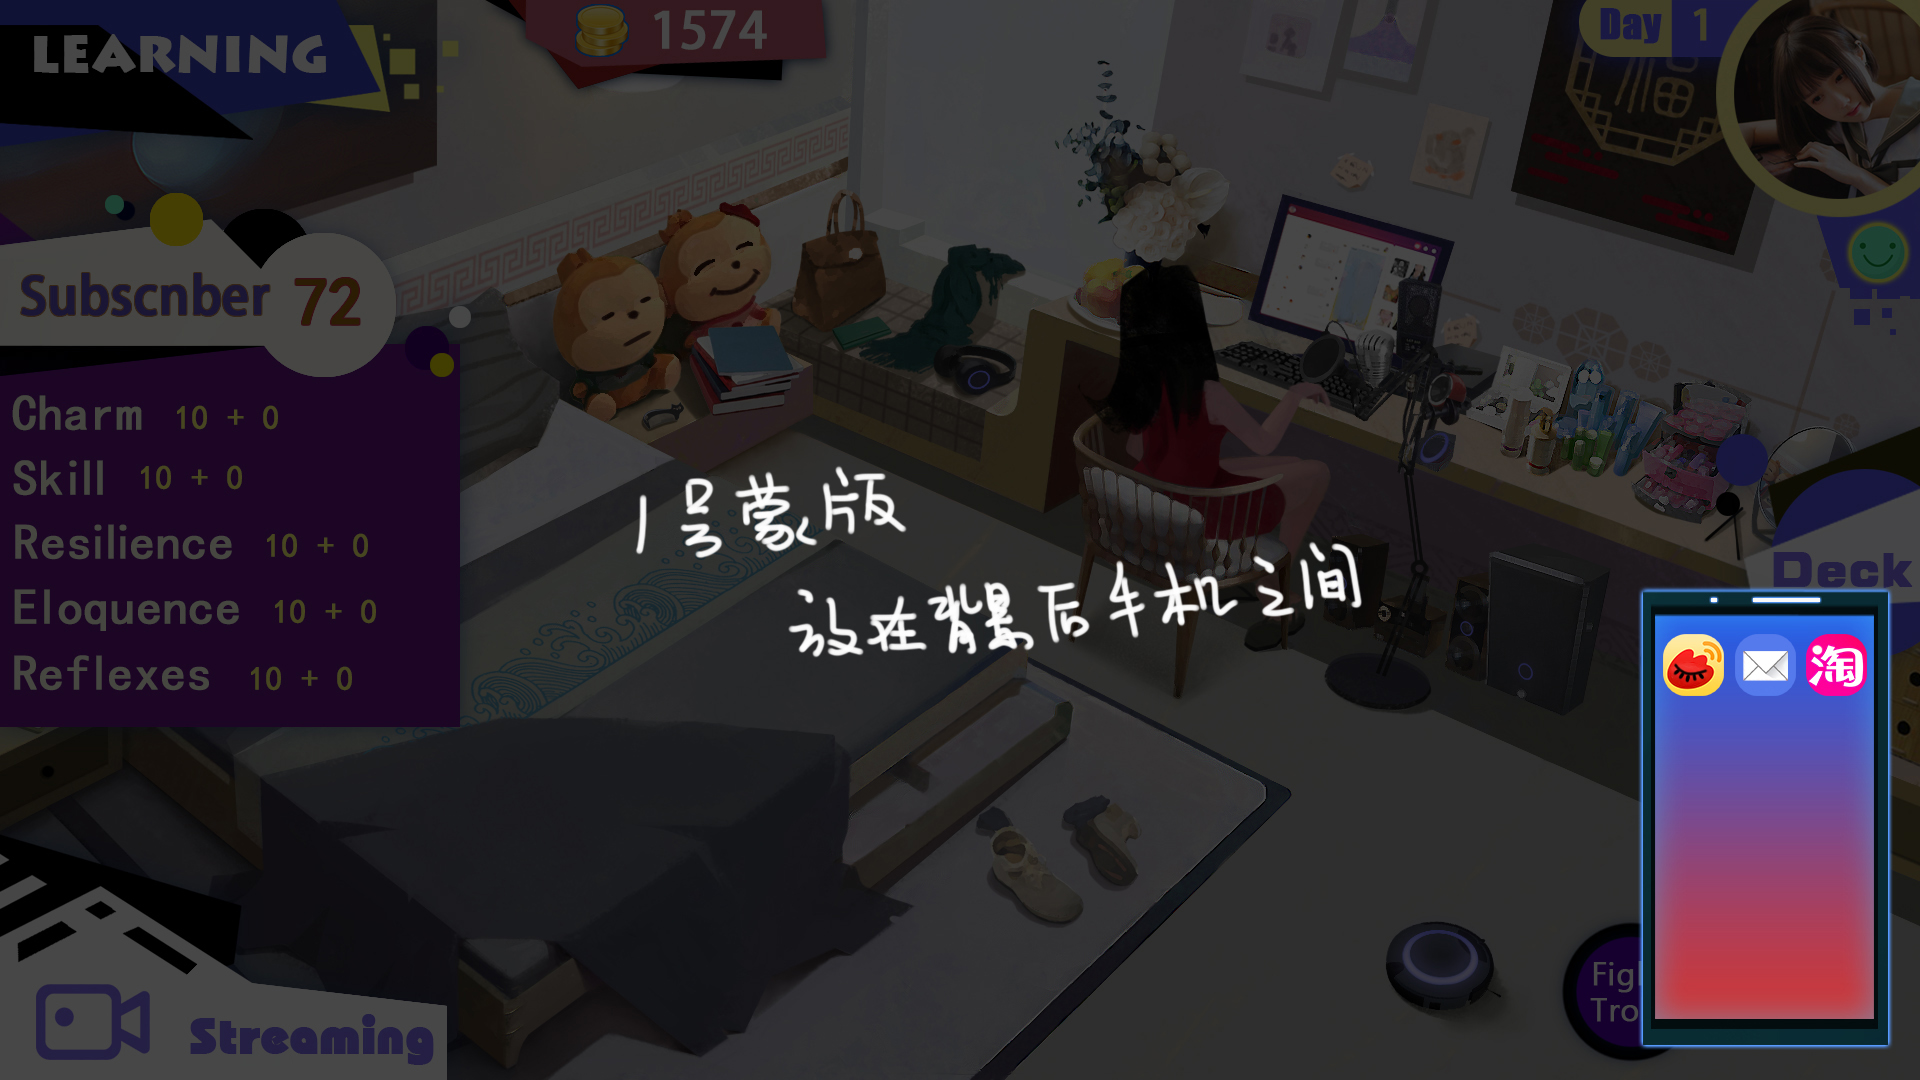 LEARNING
1574
Day 1
福
Subscnber 72
Charm 10 + 0
Skill 10 + 0
Resilience 10 + 0
Eloquence 10 + 0
Reflexes 10 + 0
1号蒙版
放在背景后手机之间
Deck
淘
Figh
Tro
Streaming